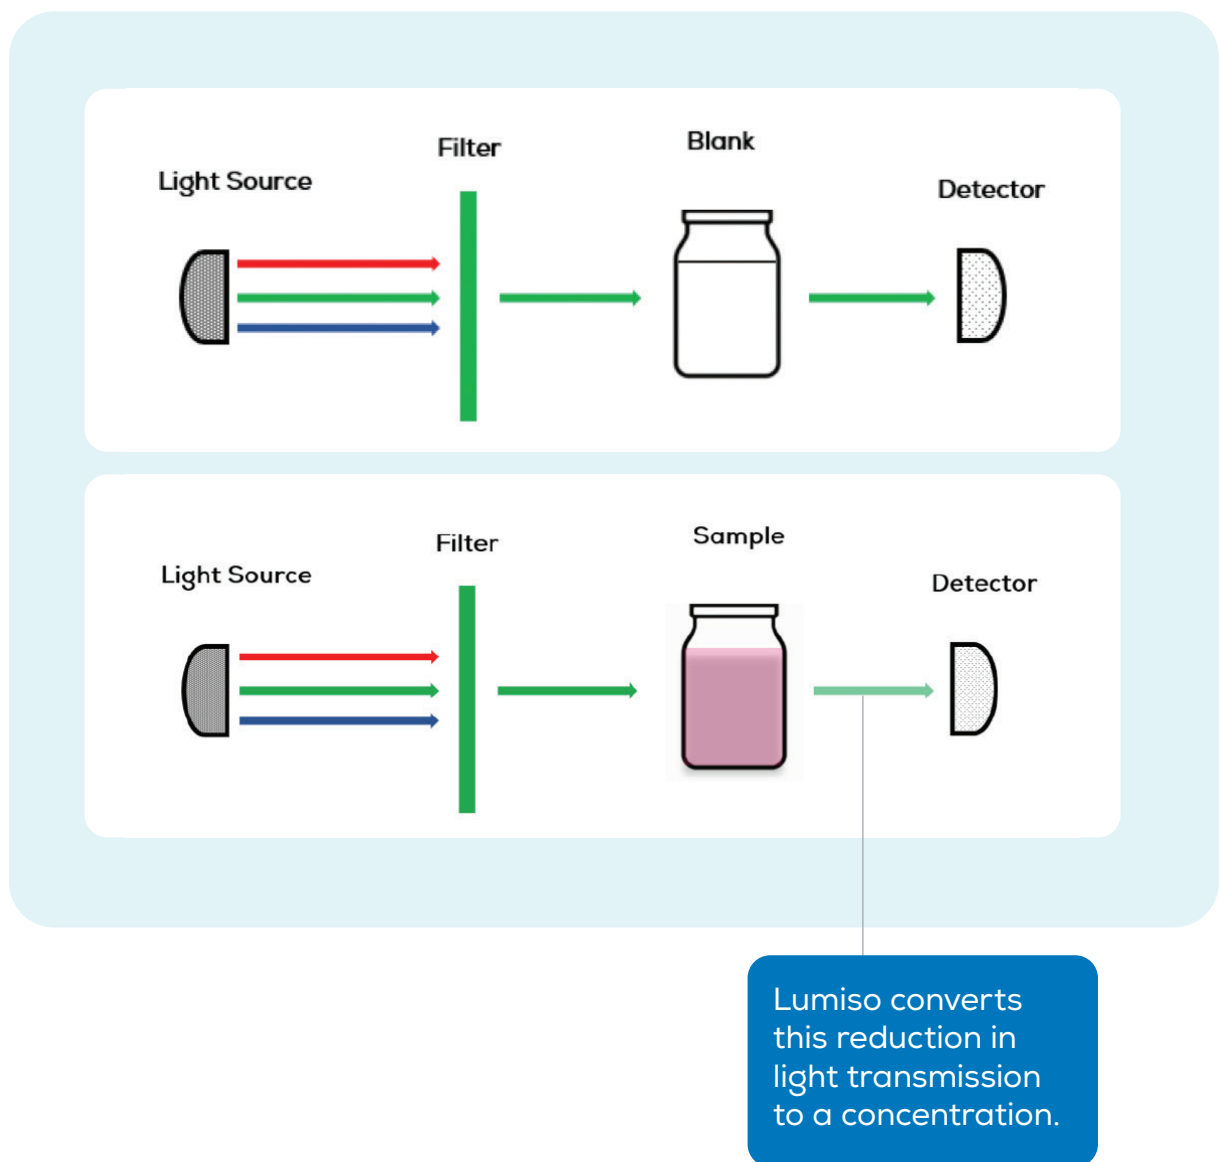 Light Source
Filter
Blank
Detector
Light Source
Filter
Sample
Detector
Lumiso converts
this reduction in
light transmission
to a concentration.